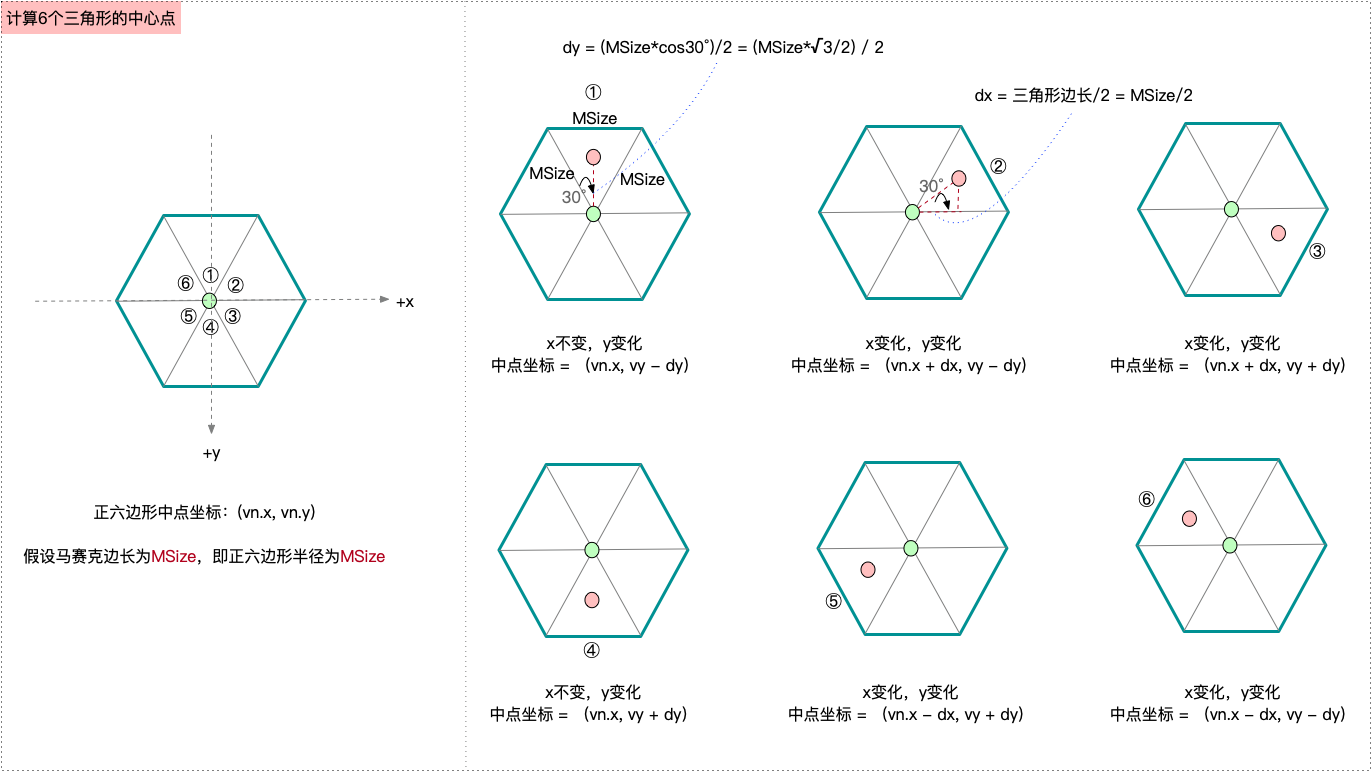 计算6个三角形的中心点
⑥ ① ②
⑤ ④ ③
+x
+y
正六边形中点坐标：(vn.x, vn.y)
假设马赛克边长为MSize，即正六边形半径为MSize
dy = (MSize*cos30°)/2 = (MSize*√3/2) / 2
dx = 三角形边长/2 = MSize/2
①
MSize
MSize
MSize
30°
x不变，y变化
中点坐标 = （vn.x, vy – dy)
②
30°
x变化，y变化
中点坐标 = （vn.x + dx, vy – dy)
③
x变化，y变化
中点坐标 = （vn.x + dx, vy + dy)
④
x不变，y变化
中点坐标 = （vn.x, vy + dy)
⑤
x变化，y变化
中点坐标 = （vn.x – dx, vy + dy)
⑥
x变化，y变化
中点坐标 = （vn.x – dx, vy – dy)